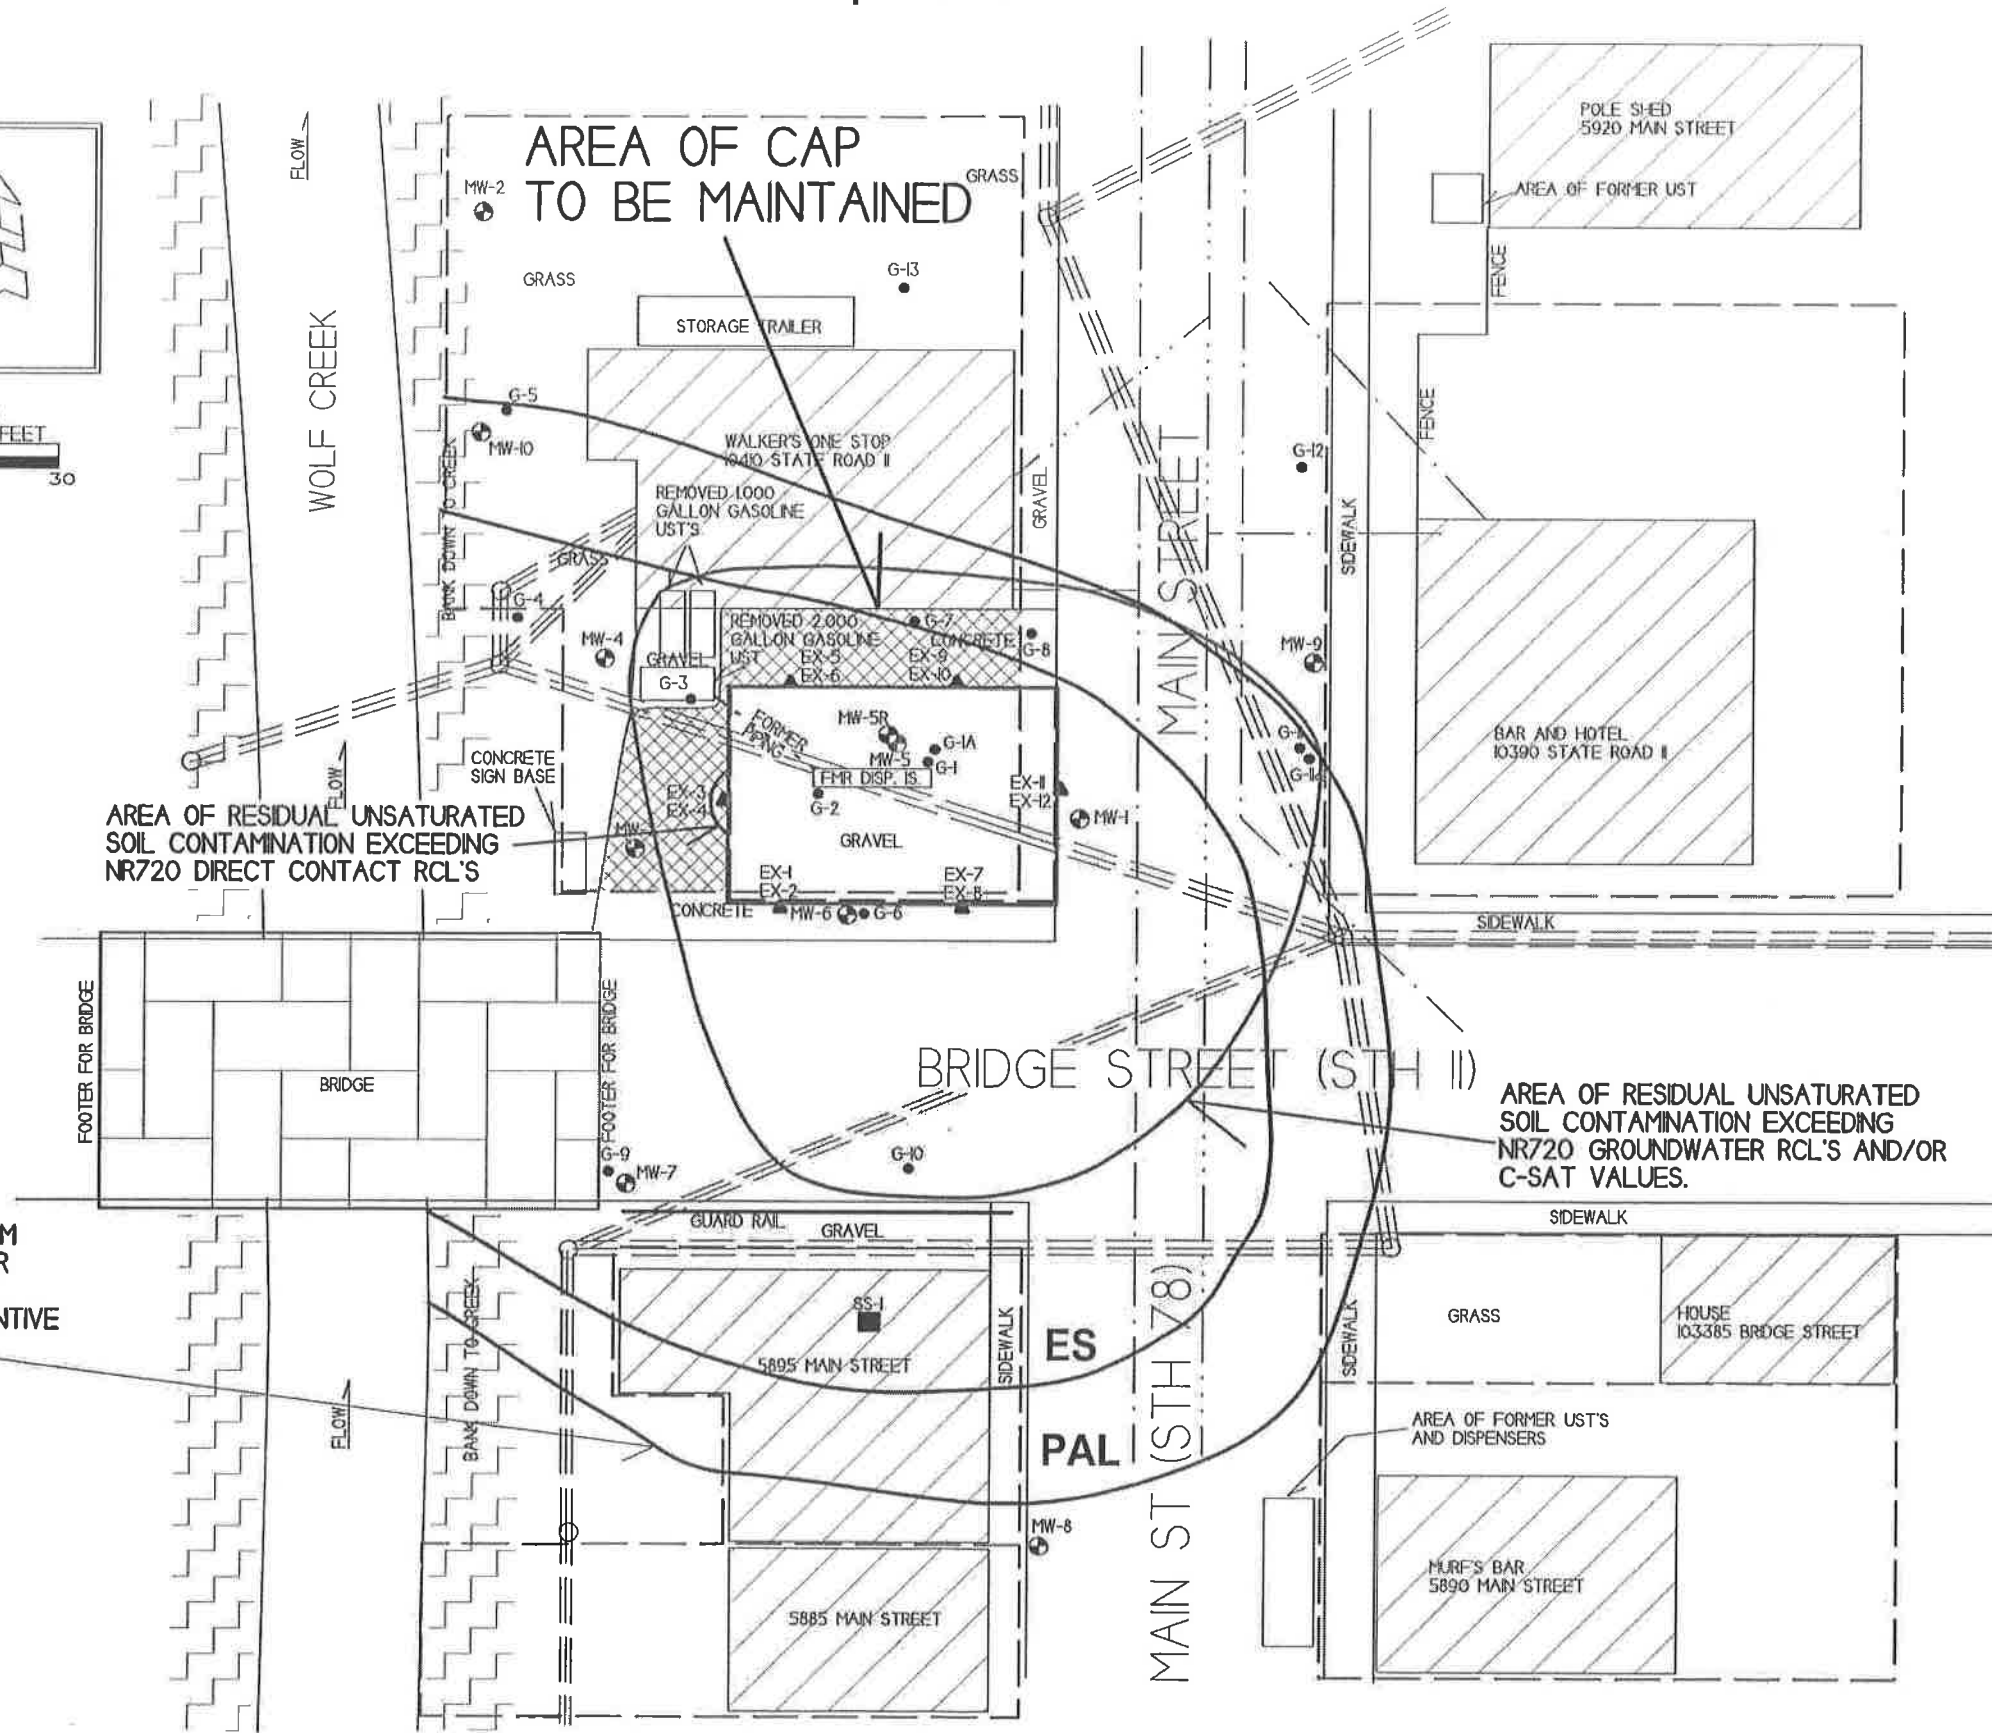 AREA OF CAP
TO BE MAINTAINED
POLE SHED
5920 MAIN STREET
AREA OF FORMER UST
FENCE
FLOW
MW-2
GRASS
GRASS
G-13
STORAGE TRAILER
WOLF CREEK
FEET
30
G-5
MW-10
WALKER'S ONE STOP
10410 STATE ROAD 11
REMOVED 1,000
GALLON GASOLINE
UST'S
GRAVEL
MAIN STREET
FENCE
G-12
SIDEWALK
BANK DOWN TO CREEK
GRASS
G-4
MW-4
GRAVEL
G-3
REMOVED 2,000
GALLON GASOLINE
UST
G-7
CONCRETE
G-8
EX-5
EX-6
EX-9
EX-10
MW-9
FORMER
PIPING
MW-5R
MW-5
G-1A
G-1
FMR DISP. IS.
G-2
GRAVEL
EX-11
EX-12
MW-1
BAR AND HOTEL
10390 STATE ROAD 11
CONCRETE
SIGN BASE
FLOW
EX-3
EX-4
AREA OF RESIDUAL UNSATURATED
SOIL CONTAMINATION EXCEEDING
NR720 DIRECT CONTACT RCL'S
EX-1
EX-2
EX-7
EX-8
CONCRETE
MW-6
G-6
SIDEWALK
FOOTER FOR BRIDGE
BRIDGE
FOOTER FOR BRIDGE
BRIDGE STREET (STH 11)
AREA OF RESIDUAL UNSATURATED
SOIL CONTAMINATION EXCEEDING
NR720 GROUNDWATER RCL'S AND/OR
C-SAT VALUES.
G-9
MW-7
G-10
GUARD RAIL
GRAVEL
SIDEWALK
NTIVE
BANK DOWN TO CREEK
FLOW
SS-1
5895 MAIN STREET
SIDEWALK
ES
PAL
MAIN ST (STH 78)
SIDEWALK
GRASS
HOUSE
103385 BRIDGE STREET
AREA OF FORMER UST'S
AND DISPENSERS
MW-8
MURF'S BAR
5890 MAIN STREET
5885 MAIN STREET